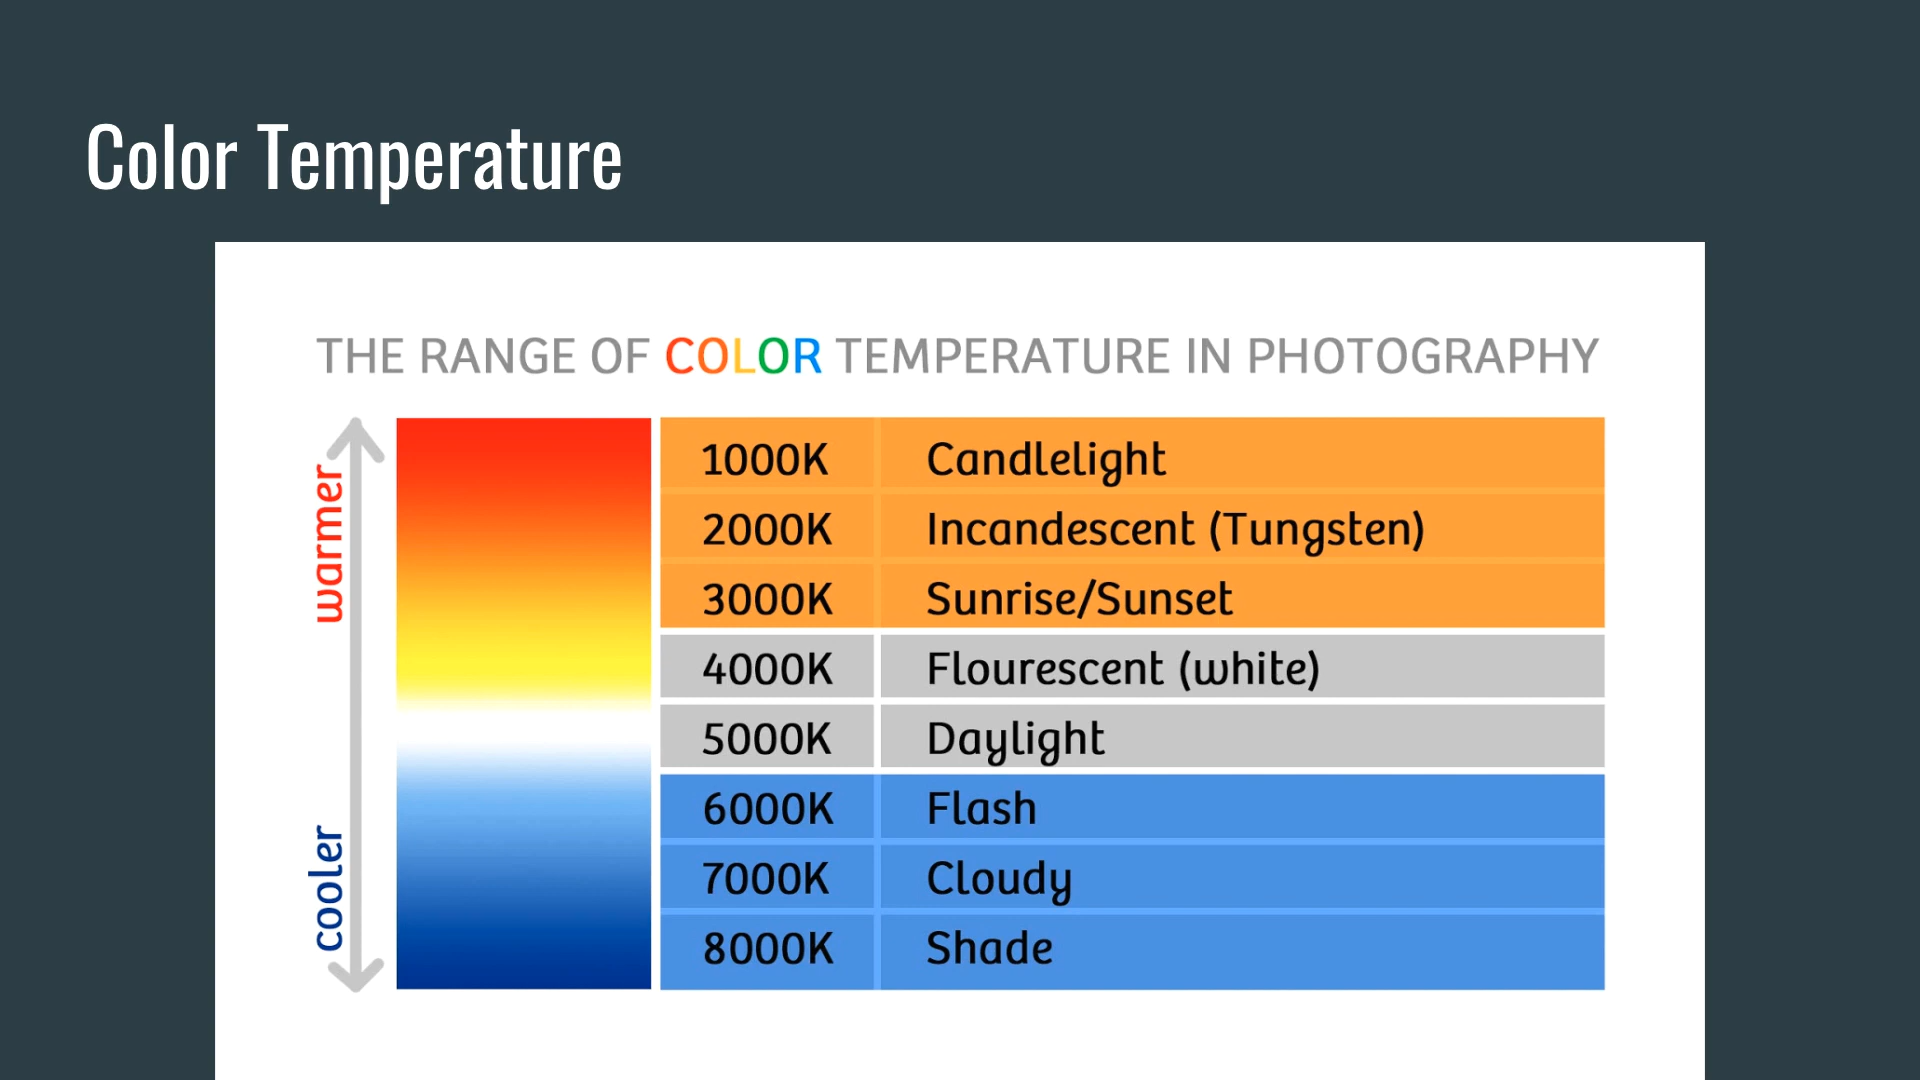 Color Temperature
THE RANGE OF COLOR TEMPERATURE IN PHOTOGRAPHY
warmer
cooler
1000K Candlelight
2000K Incandescent (Tungsten)
3000K Sunrise/Sunset
4000K Flourescent (white)
5000K Daylight
6000K Flash
7000K Cloudy
8000K Shade